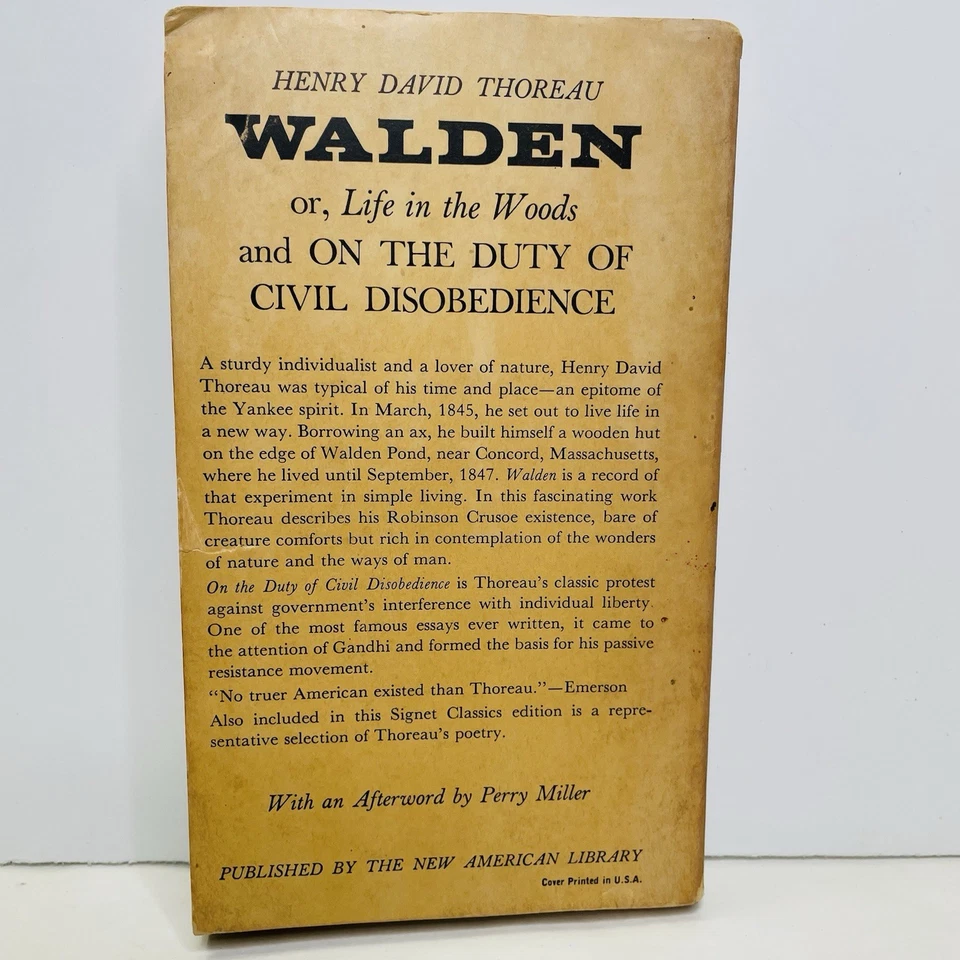 HENRY DAVID THOREAU
WALDEN
or, Life in the Woods
and ON THE DUTY OF
CIVIL DISOBEDIENCE
A sturdy individualist and a lover of nature, Henry David
Thoreau was typical of his time and place—an epitome of
the Yankee spirit. In March, 1845, he set out to live life in
a new way. Borrowing an ax, he built himself a wooden hut
on the edge of Walden Pond, near Concord, Massachusetts,
where he lived until September, 1847. Walden is a record of
that experiment in simple living. In this fascinating work
Thoreau describes his Robinson Crusoe existence, bare of
creature comforts but rich in contemplation of the wonders
of nature and the ways of man.
On the Duty of Civil Disobedience is Thoreau's classic protest
against government's interference with individual liberty.
One of the most famous essays ever written, it came to
the attention of Gandhi and formed the basis for his passive
resistance movement.
“No truer American existed than Thoreau.”—Emerson
Also included in this Signet Classics edition is a repre-
sentative selection of Thoreau's poetry.
With an Afterword by Perry Miller
PUBLISHED BY THE NEW AMERICAN LIBRARY
Cover Printed in U.S.A.